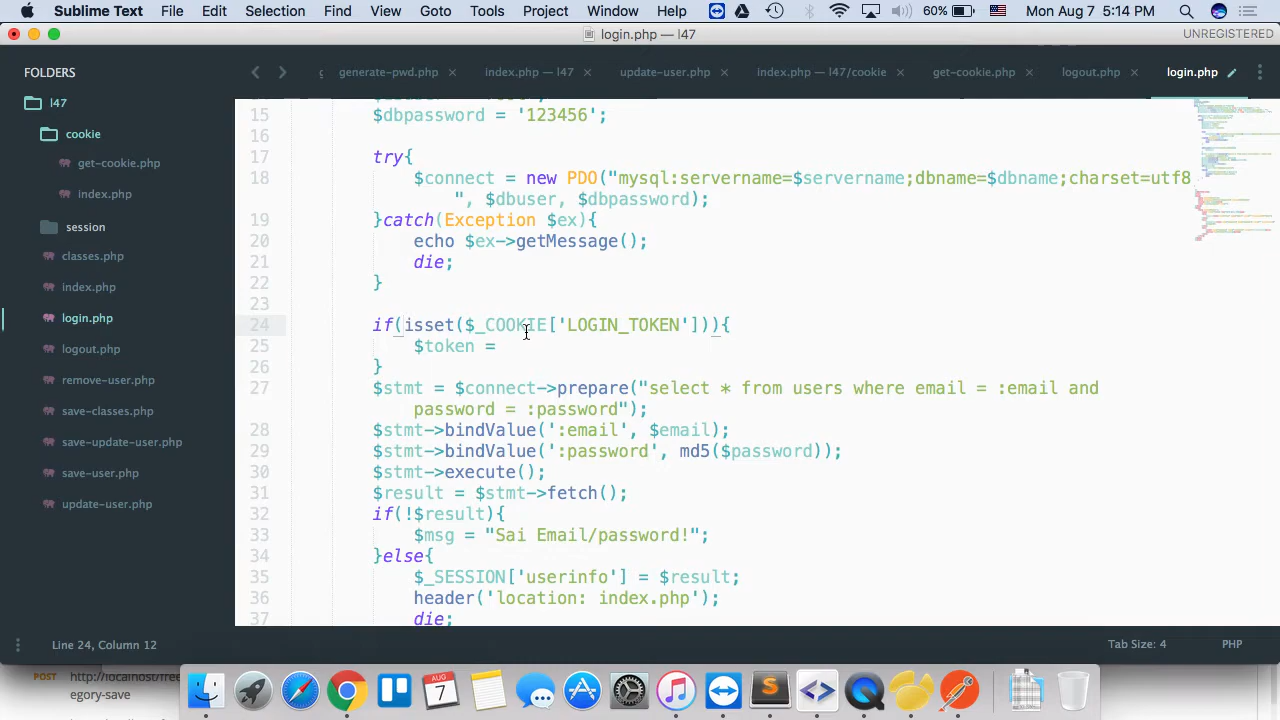 Sublime Text File Edit Selection Find View Goto Tools Project Window Help 60% Mon Aug 7 5:14 PM
login.php — l47 UNREGISTERED
FOLDERS
l47
cookie
get-cookie.php
index.php
session
classes.php
index.php
login.php
logout.php
remove-user.php
save-classes.php
save-update-user.php
save-user.php
update-user.php
generate-pwd.php × index.php — l47 × update-user.php × index.php — l47/cookie × get-cookie.php × logout.php × login.php
15 $dbpassword = '123456';
16
17 try{
18 $connect = new PDO("mysql:servername=$servername;dbname=$dbname;charset=utf8
", $dbuser, $dbpassword);
19 }catch(Exception $ex){
20 echo $ex->getMessage();
21 die;
22 }
23
24 if(isset($_COOKIE['LOGIN_TOKEN'])){
25 $token =
26 }
27 $stmt = $connect->prepare("select * from users where email = :email and
password = :password");
28 $stmt->bindValue(':email', $email);
29 $stmt->bindValue(':password', md5($password));
30 $stmt->execute();
31 $result = $stmt->fetch();
32 if(!$result){
33 $msg = "Sai Email/password!";
34 }else{
35 $_SESSION['userinfo'] = $result;
36 header('location: index.php');
37 die;
Line 24, Column 12 Tab Size: 4 PHP
POST http://localhost/free
egory-save